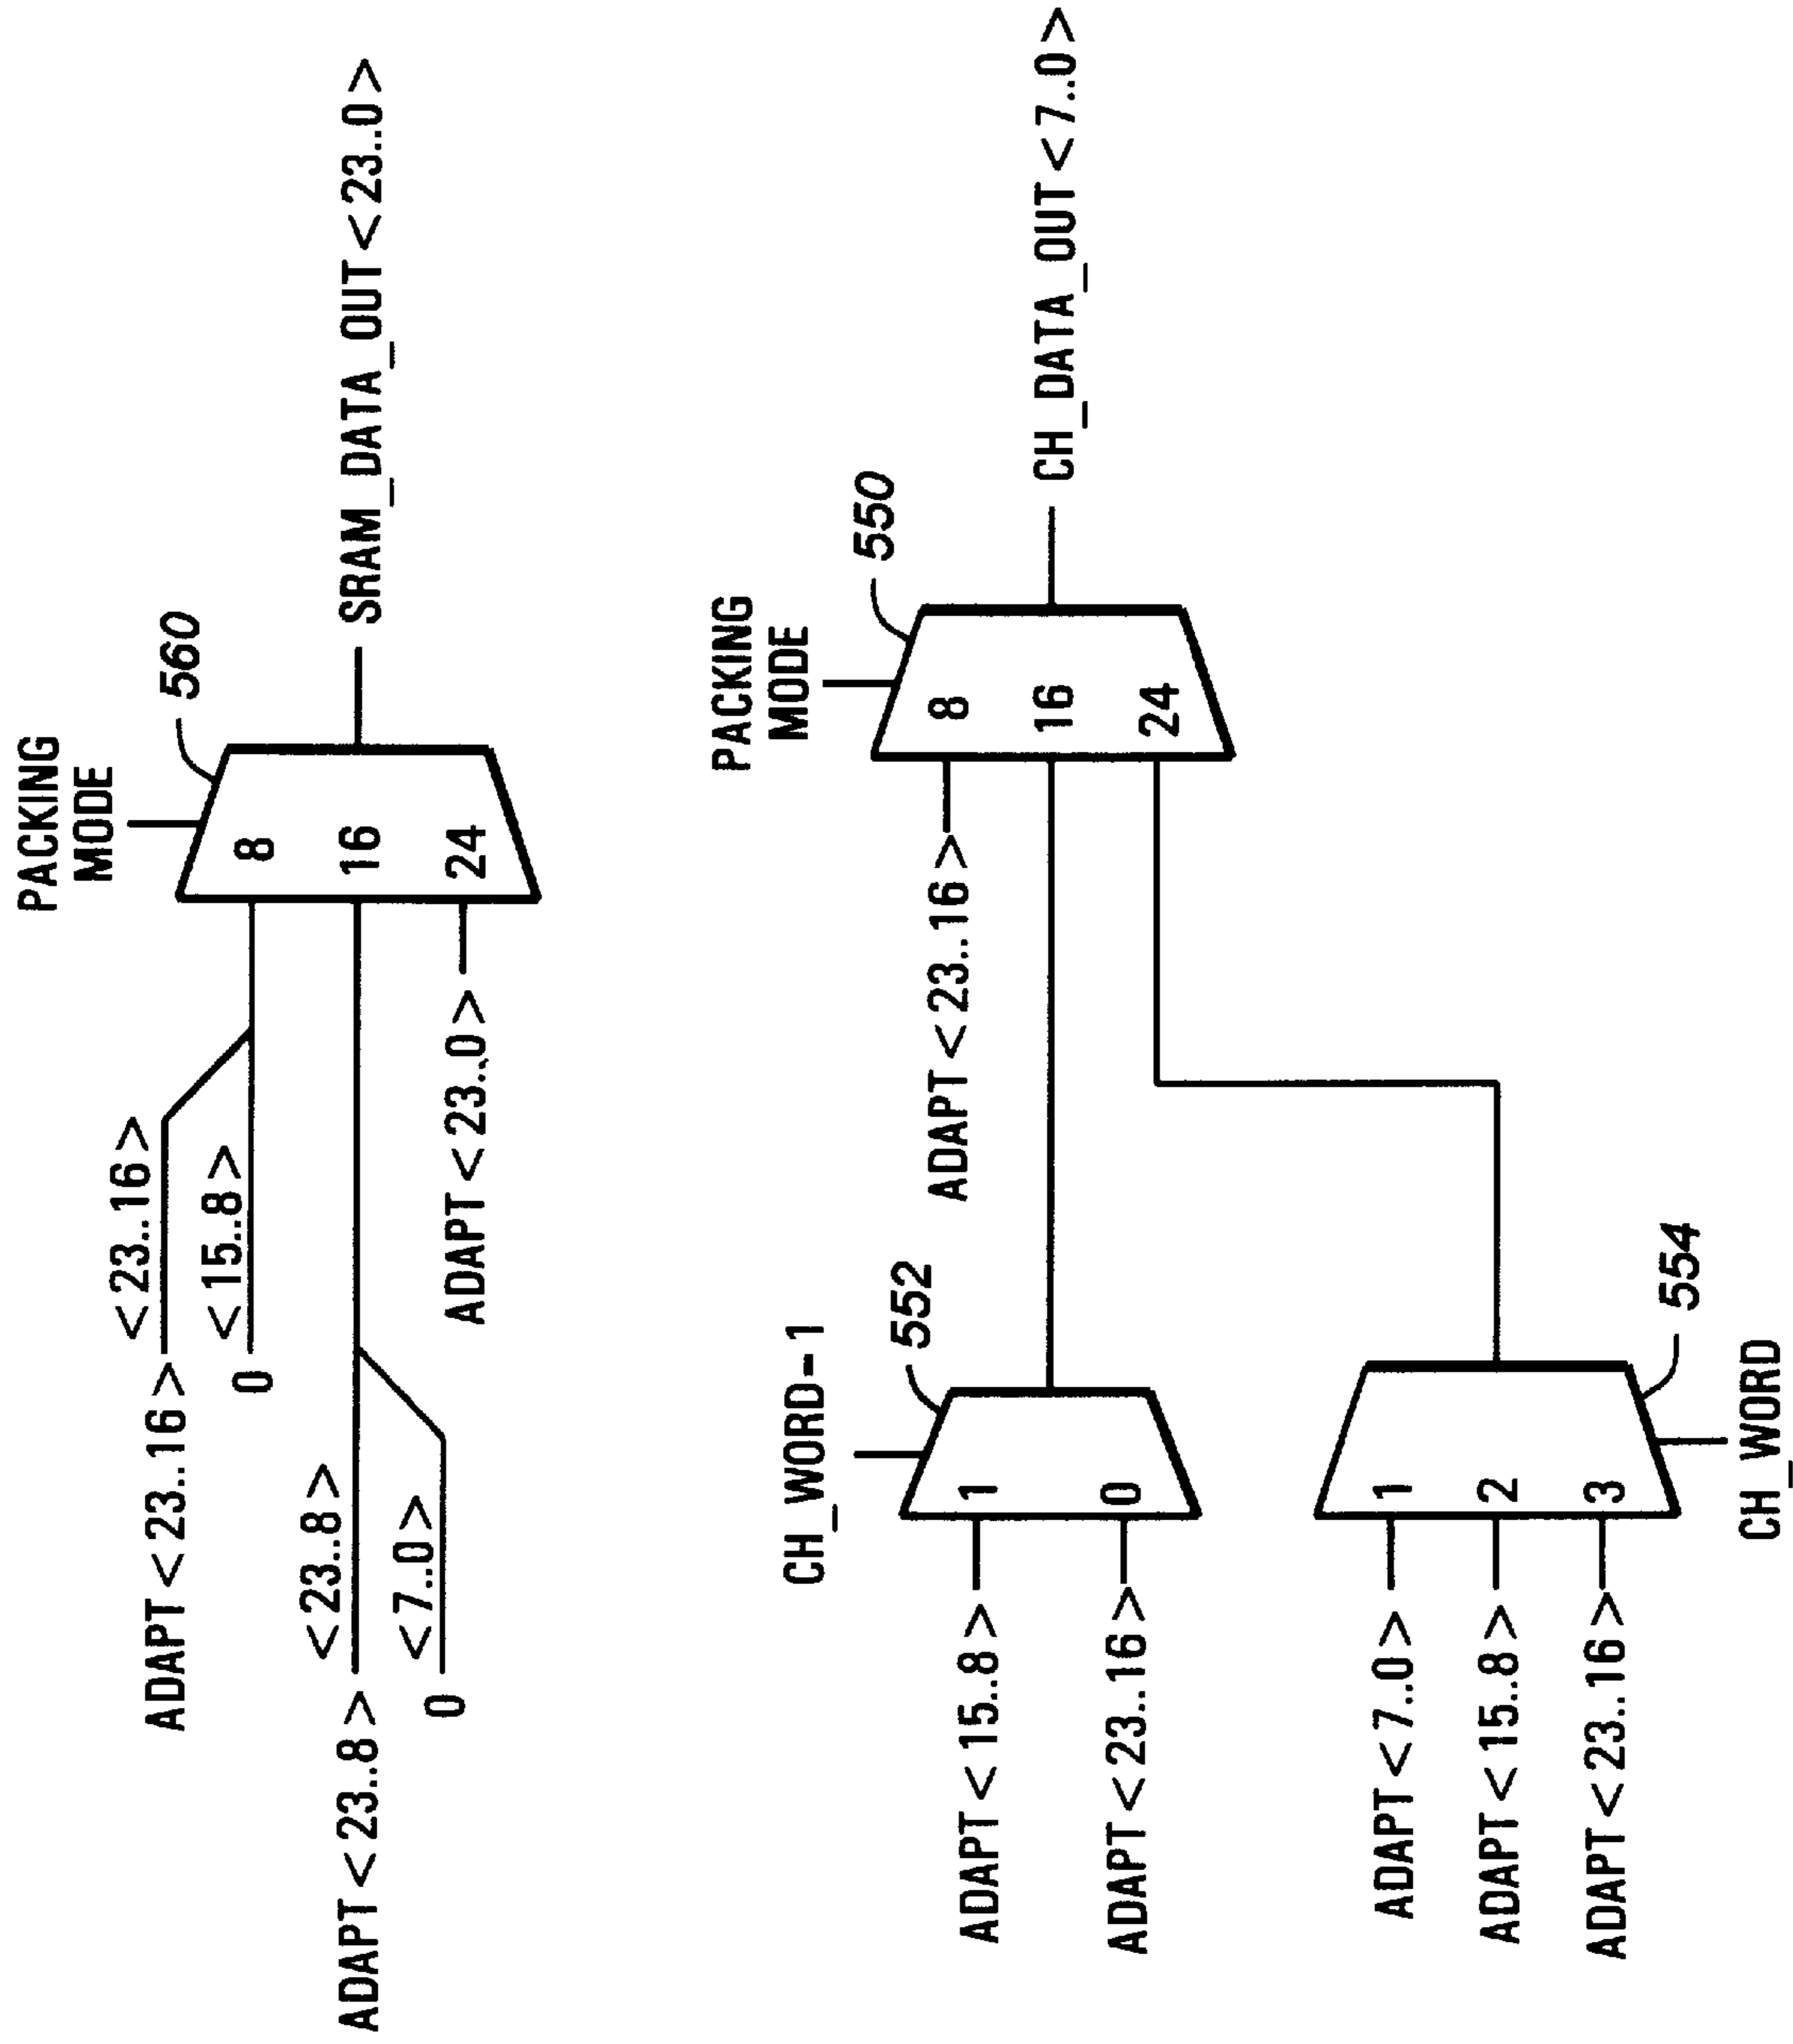 PACKING
MODE
560
8
16
24
SRAM_DATA_OUT<23..0>
<23..16>
ADAPT<23..16>
<15..8>
0
<23..8>
ADAPT<23..8>
<7..0>
0
ADAPT<23..0>
PACKING
MODE
550
8
16
24
CH_DATA_OUT<7..0>
ADAPT<23..16>
CH_WORD-1
552
1
0
ADAPT<15..8>
ADAPT<23..16>
554
1
2
3
ADAPT<7..0>
ADAPT<15..8>
ADAPT<23..16>
CH_WORD